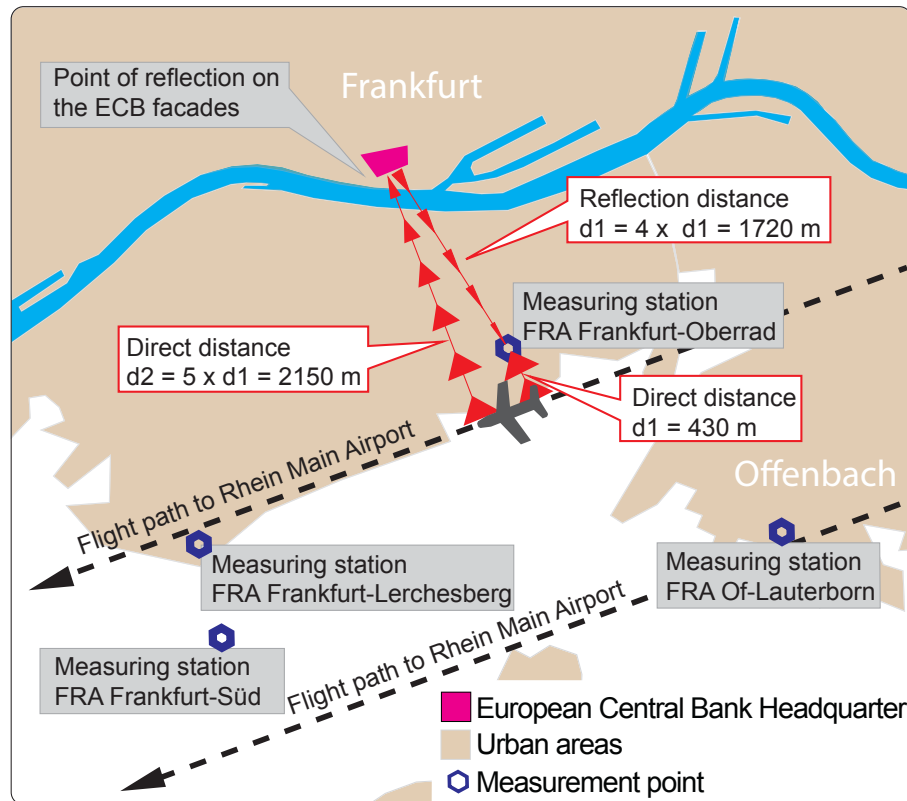 Point of reflection on
the ECB facades
Frankfurt
Reflection distance
d1 = 4 x  d1 = 1720 m
Measuring station
FRA Frankfurt-Oberrad
Direct distance
d2 = 5 x d1 = 2150 m
Direct distance
d1 = 430 m
Offenbach
Flight path to Rhein Main Airport
Measuring station
FRA Frankfurt-Lerchesberg
Measuring station
FRA Of-Lauterborn
Measuring station
FRA Frankfurt-Süd
Flight path to Rhein Main Airport
European Central Bank Headquarter
Urban areas
Measurement point